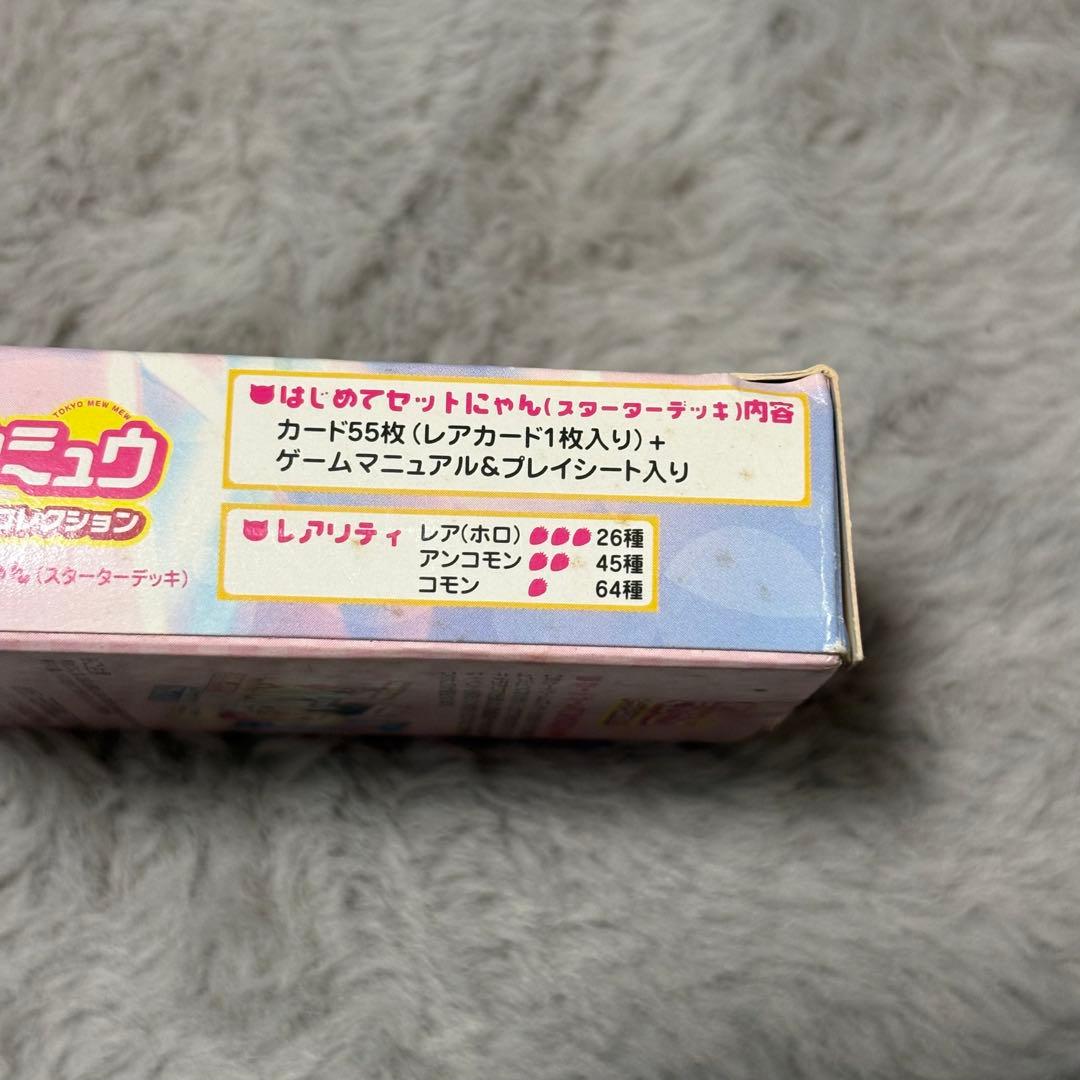 TOKYO MEW MEW
ミュウ
コレクション
(スターターデッキ)
はじめてセットにゃん(スターターデッキ)内容
カード55枚(レアカード1枚入り)+
ゲームマニュアル&プレイシート入り
レアリティ レア(ホロ) 26種
アンコモン 45種
コモン 64種